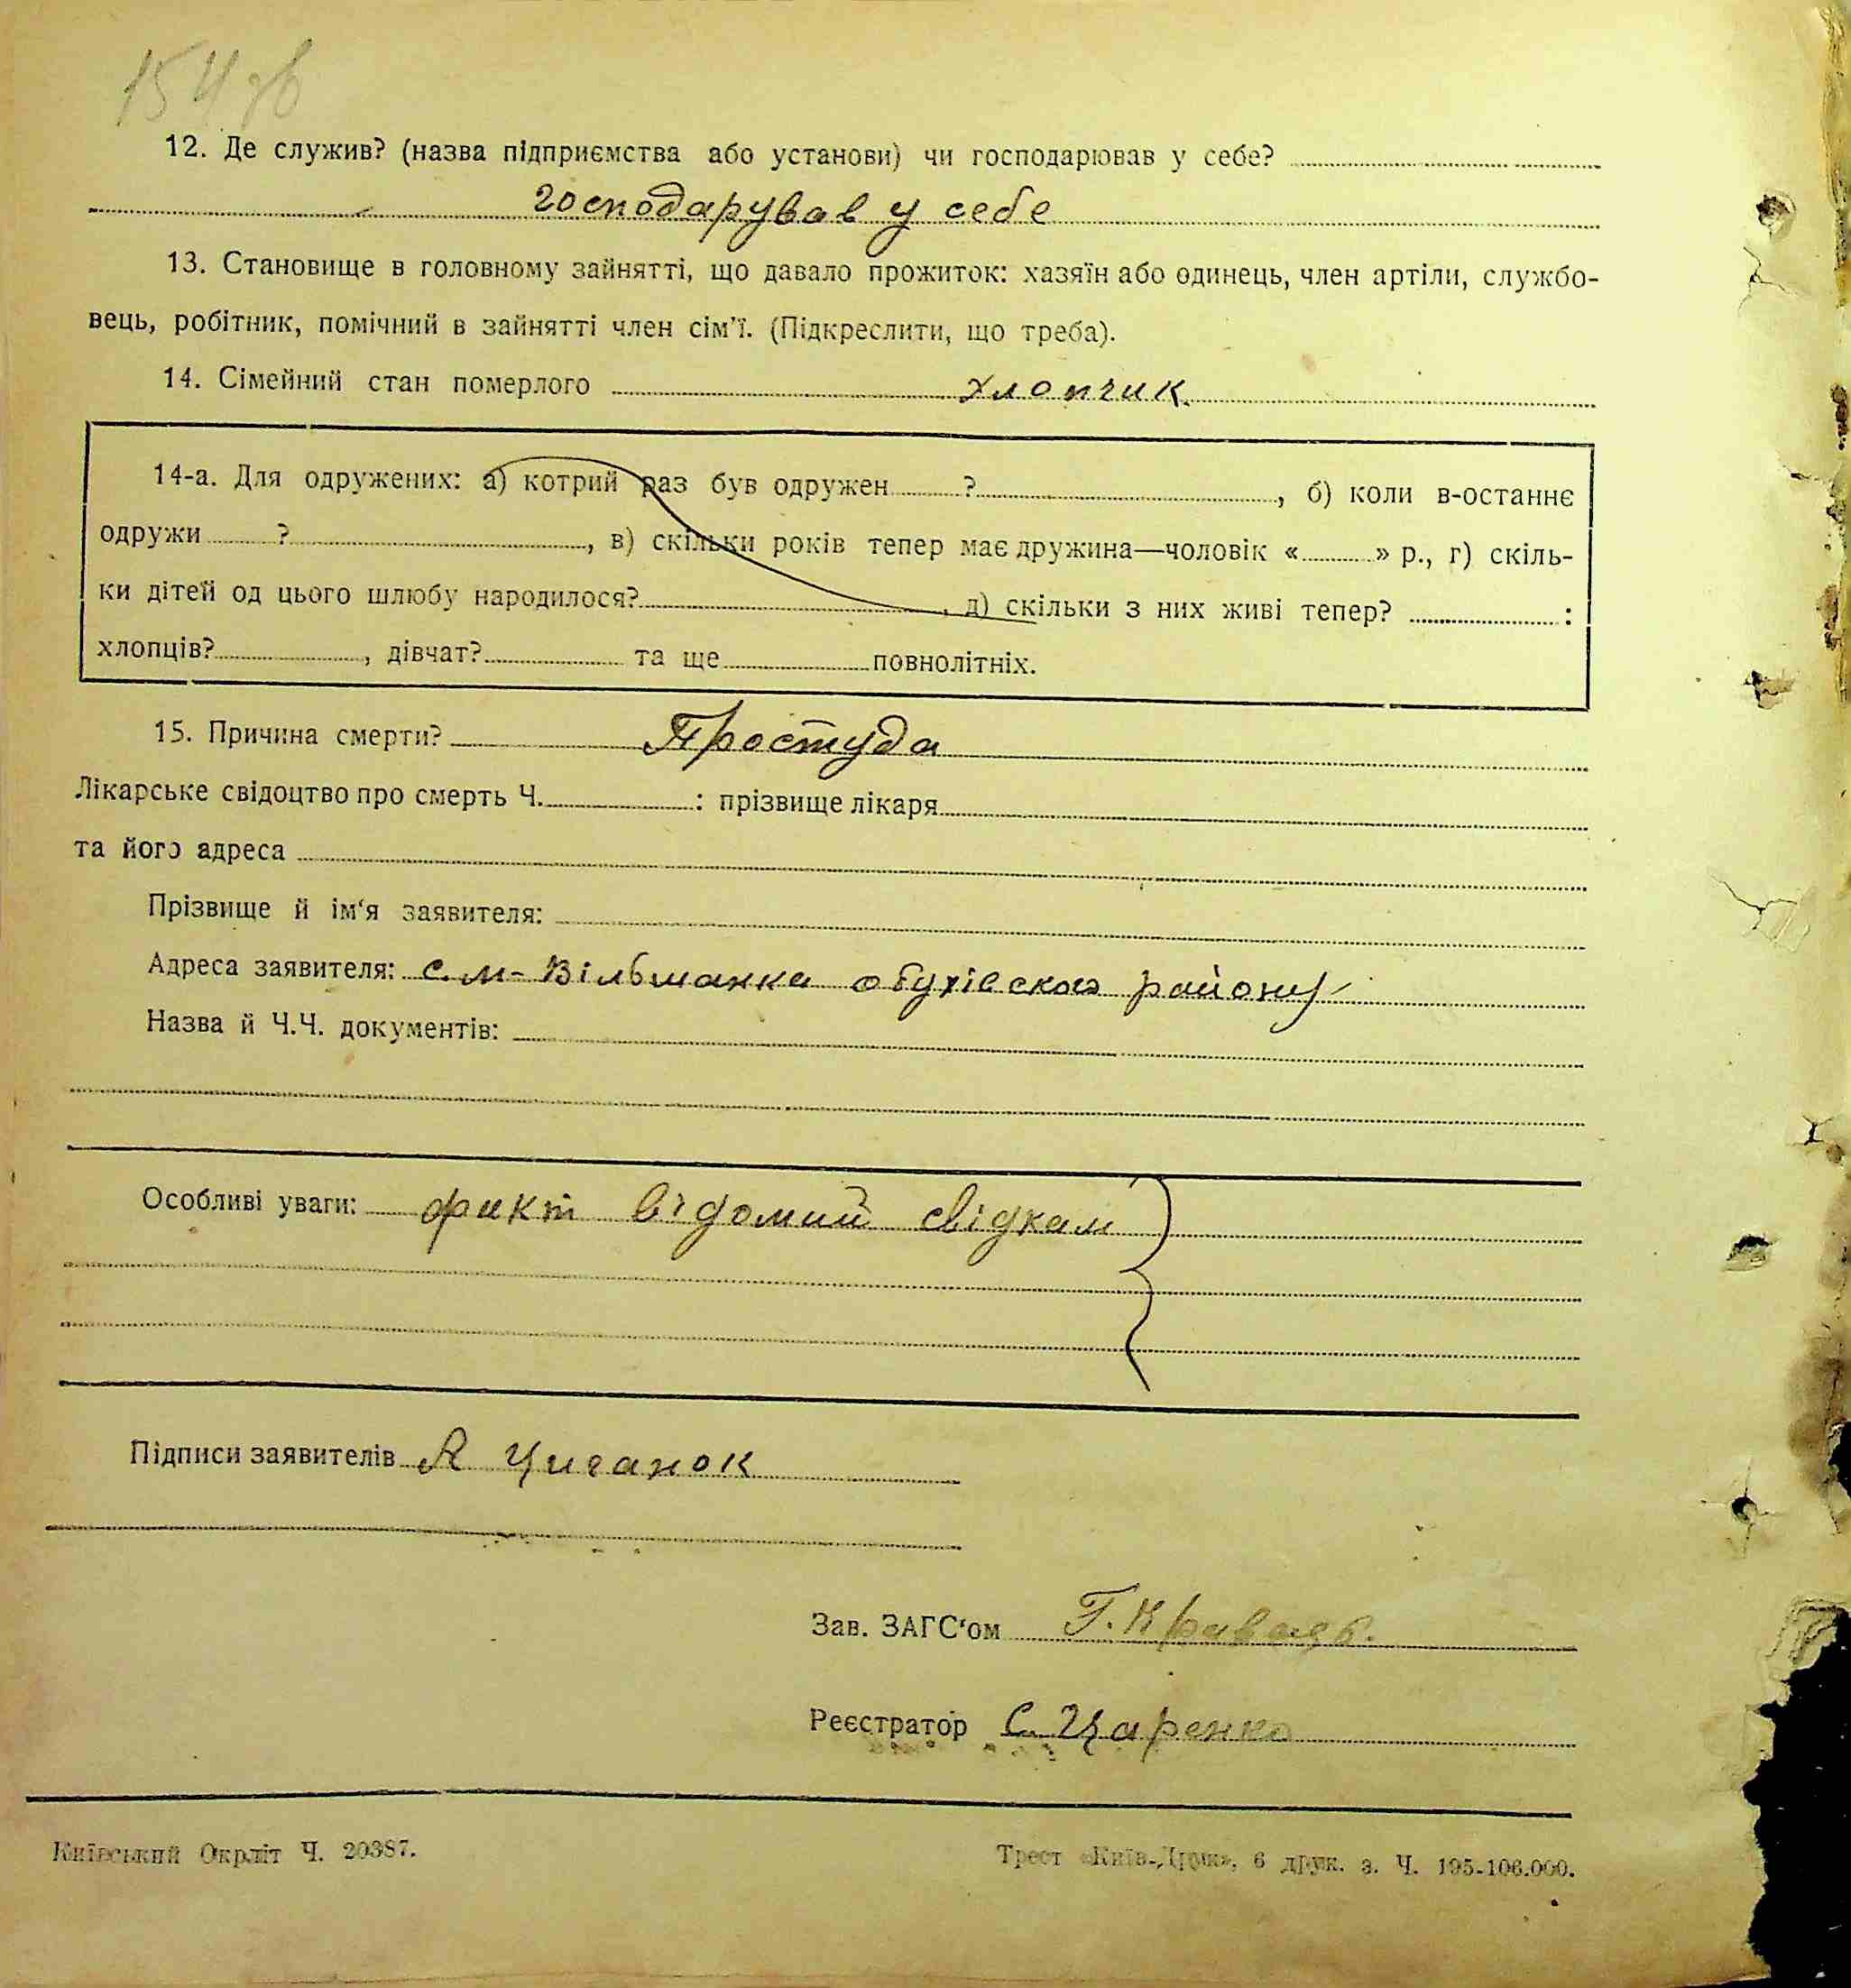 154 зв
12. Де служив? (назва підприємства або установи) чи господарював у себе?
господарував у себе
13. Становище в головному зайнятті, що давало прожиток: хазяїн або одинець, член артіли, службо-
вець, робітник, помічний в зайнятті член сім'ї. (Підкреслити, що треба).
14. Сімейний стан померлого хлопчик.
14-а. Для одружених: а) котрий раз був одружен ? , б) коли в-останнє
одружи ? , в) скільки років тепер має дружина—чоловік « » р., г) скіль-
ки дітей од цього шлюбу народилося? , д) скільки з них живі тепер? :
хлопців? , дівчат? та ще повнолітніх.
15. Причина смерти? Простуда
Лікарське свідоцтво про смерть Ч. : прізвище лікаря
та його адреса
Прізвище й ім'я заявителя:
Адреса заявителя: с. м-Вільшанка обухівского району
Назва й Ч.Ч. документів:
Особливі уваги: факт відомий свідкам
Підписи заявителів Я Циганок
Зав. ЗАГС'ом Г. Кравець.
Реєстратор С. Царенко
Київський Окрліт Ч. 20387.
Трест «Київ-Друк», 6 друк. з. Ч. 195-106.000.